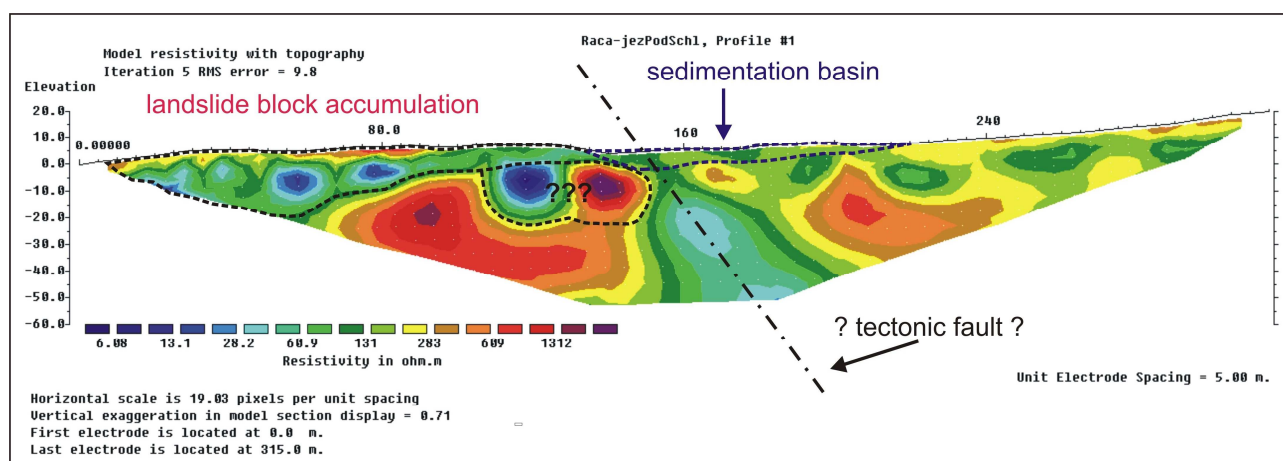 Model resistivity with topography
Iteration 5 RMS error = 9.8
Raca-jezPodSchl, Profile #1
Elevation
landslide block accumulation
sedimentation basin
20.0
10.0
0.0
-10.0
-20.0
-30.0
-40.0
-50.0
-60.0
0.00000
80.0
160
240
???
? tectonic fault ?
6.08 13.1 28.2 60.9 131 283 609 1312
Resistivity in ohm.m
Unit Electrode Spacing = 5.00 m.
Horizontal scale is 19.03 pixels per unit spacing
Vertical exaggeration in model section display = 0.71
First electrode is located at 0.0 m.
Last electrode is located at 315.0 m.